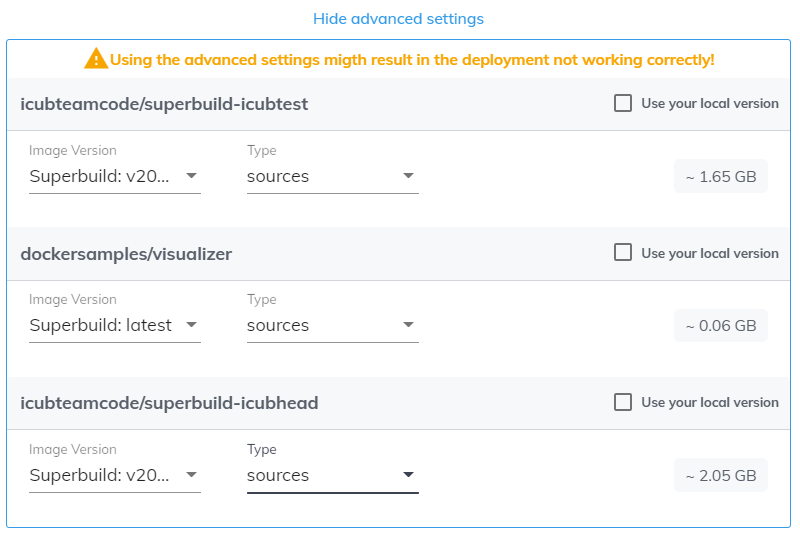 Hide advanced settings
Using the advanced settings migth result in the deployment not working correctly!
icubteamcode/superbuild-icubtest
Use your local version
Image Version
Type
Superbuild: v20...
sources
~ 1.65 GB
dockersamples/visualizer
Use your local version
Image Version
Type
Superbuild: latest
sources
~ 0.06 GB
icubteamcode/superbuild-icubhead
Use your local version
Image Version
Type
Superbuild: v20...
sources
~ 2.05 GB